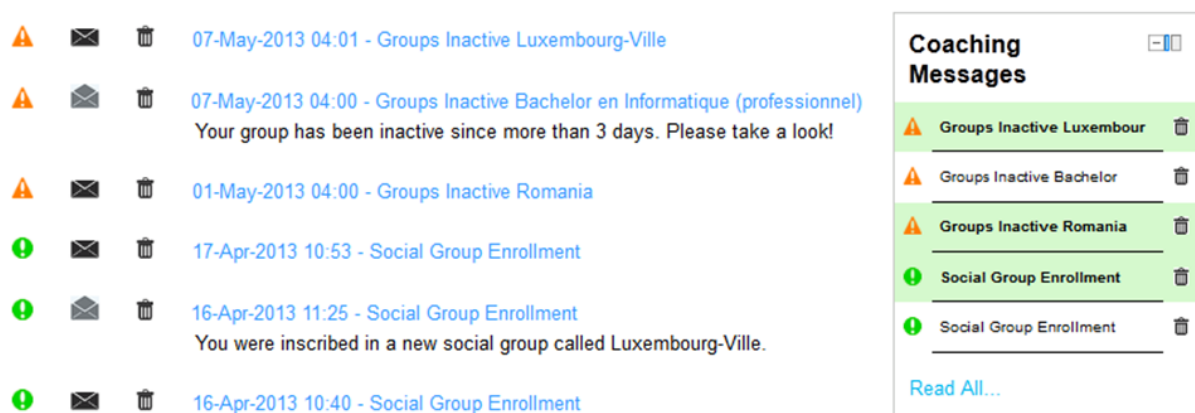 07-May-2013 04:01 - Groups Inactive Luxembourg-Ville
07-May-2013 04:00 - Groups Inactive Bachelor en Informatique (professionnel)
Your group has been inactive since more than 3 days. Please take a look!
01-May-2013 04:00 - Groups Inactive Romania
17-Apr-2013 10:53 - Social Group Enrollment
16-Apr-2013 11:25 - Social Group Enrollment
You were inscribed in a new social group called Luxembourg-Ville.
16-Apr-2013 10:40 - Social Group Enrollment
Coaching
Messages
Groups Inactive Luxembour
Groups Inactive Bachelor
Groups Inactive Romania
Social Group Enrollment
Social Group Enrollment
Read All...